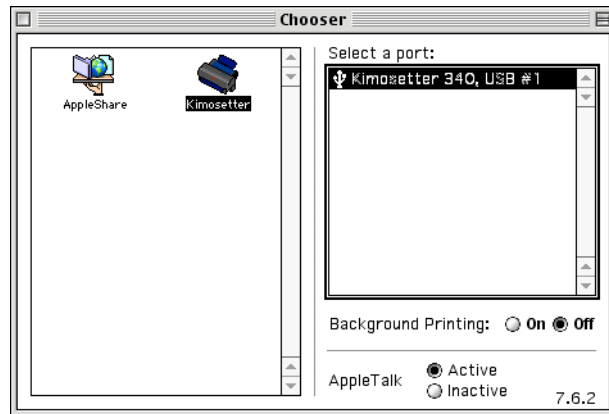 Chooser
AppleShare
Kimosetter
Select a port:
Kimosetter 340, USB #1
Background Printing: On Off
AppleTalk
Active
Inactive
7.6.2